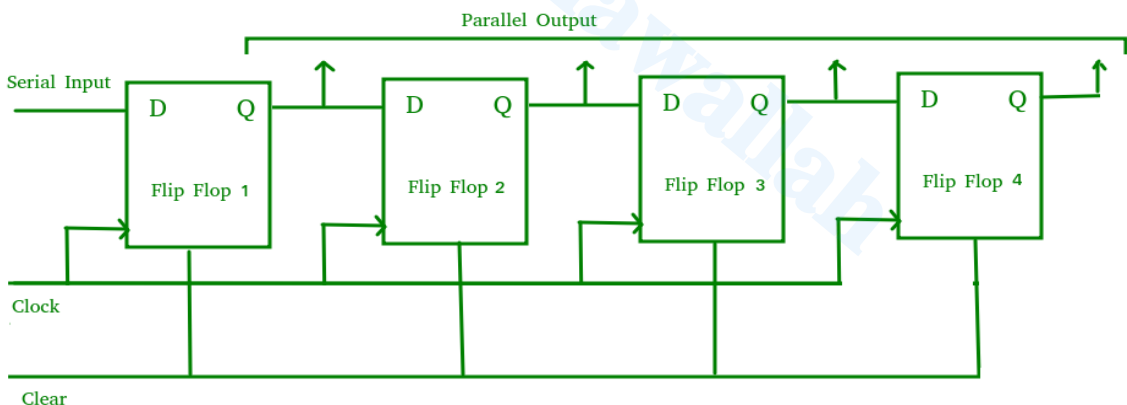 Parallel Output
Serial Input
D Q
D Q
D Q
D Q
Flip Flop 1
Flip Flop 2
Flip Flop 3
Flip Flop 4
Clock
Clear